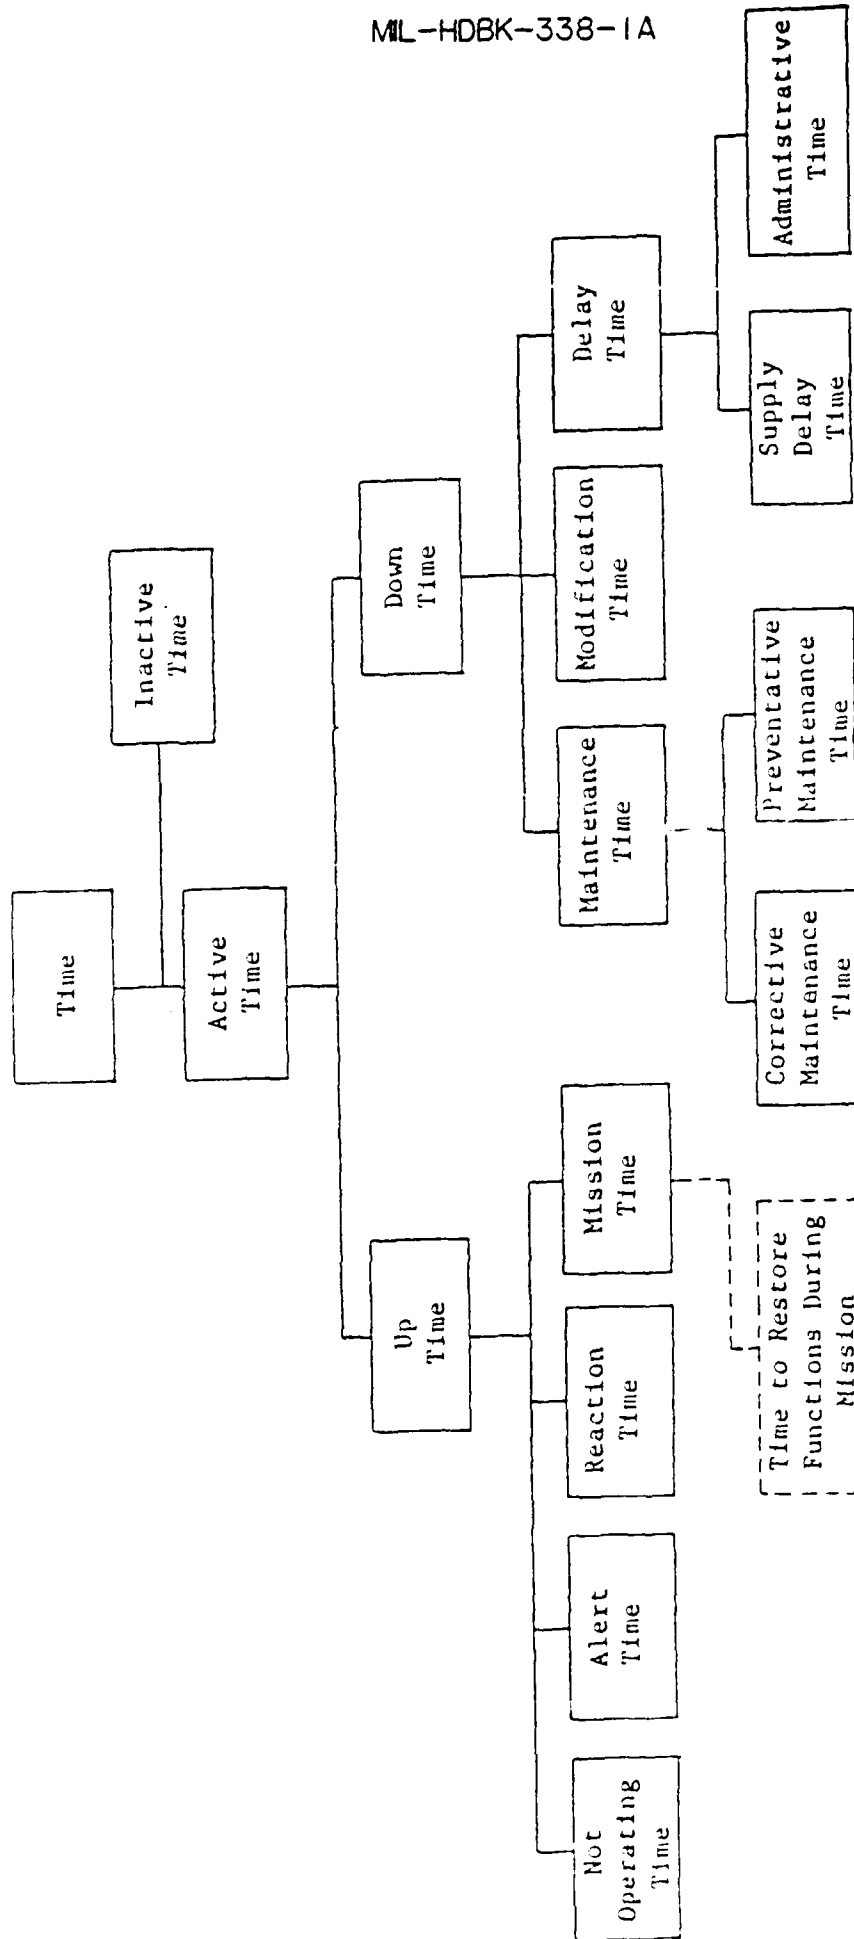 MIL-HDBK-338-1A
Time
Inactive
Time
Active
Time
Up
Time
Down
Time
Not
Operating
Time
Alert
Time
Reaction
Time
Mission
Time
Maintenance
Time
Modification
Time
Delay
Time
Time to Restore
Functions During
Mission
Corrective
Maintenance
Time
Preventative
Maintenance
Time
Supply
Delay
Time
Administrative
Time